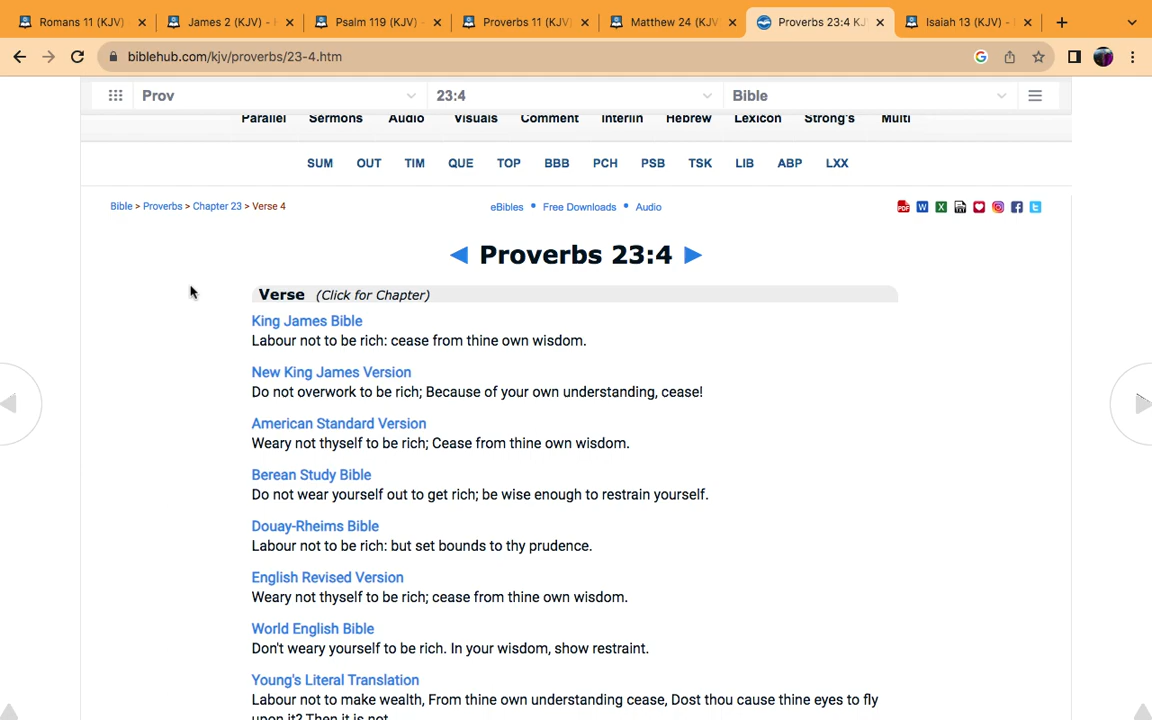 Romans 11 (KJV)
James 2 (KJV) -
Psalm 119 (KJV) -
Proverbs 11 (KJV)
Matthew 24 (KJV
Proverbs 23:4 KJ
Isaiah 13 (KJV) -
biblehub.com/kjv/proverbs/23-4.htm
Prov 23:4 Bible
Parallel Sermons Audio Visuals Comment Interlin Hebrew Lexicon Strong's Multi
SUM OUT TIM QUE TOP BBB PCH PSB TSK LIB ABP LXX
Bible > Proverbs > Chapter 23 > Verse 4
eBibles • Free Downloads • Audio
◄ Proverbs 23:4 ►
Verse (Click for Chapter)
King James Bible
Labour not to be rich: cease from thine own wisdom.
New King James Version
Do not overwork to be rich; Because of your own understanding, cease!
American Standard Version
Weary not thyself to be rich; Cease from thine own wisdom.
Berean Study Bible
Do not wear yourself out to get rich; be wise enough to restrain yourself.
Douay-Rheims Bible
Labour not to be rich: but set bounds to thy prudence.
English Revised Version
Weary not thyself to be rich; cease from thine own wisdom.
World English Bible
Don't weary yourself to be rich. In your wisdom, show restraint.
Young's Literal Translation
Labour not to make wealth, From thine own understanding cease, Dost thou cause thine eyes to fly
upon it? Then it is not.